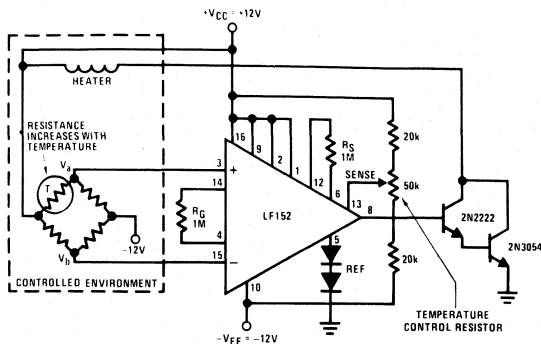 +VCC = +12V
HEATER
RESISTANCE
INCREASES WITH
TEMPERATURE
T
Va
Vb
-12V
CONTROLLED ENVIRONMENT
RG
1M
3
+
14
4
15
−
16
9
2
1
12
6
13
8
5
10
LF152
RS
1M
SENSE
20k
50k
20k
REF
2N2222
2N3054
TEMPERATURE
CONTROL RESISTOR
-VEE = -12V